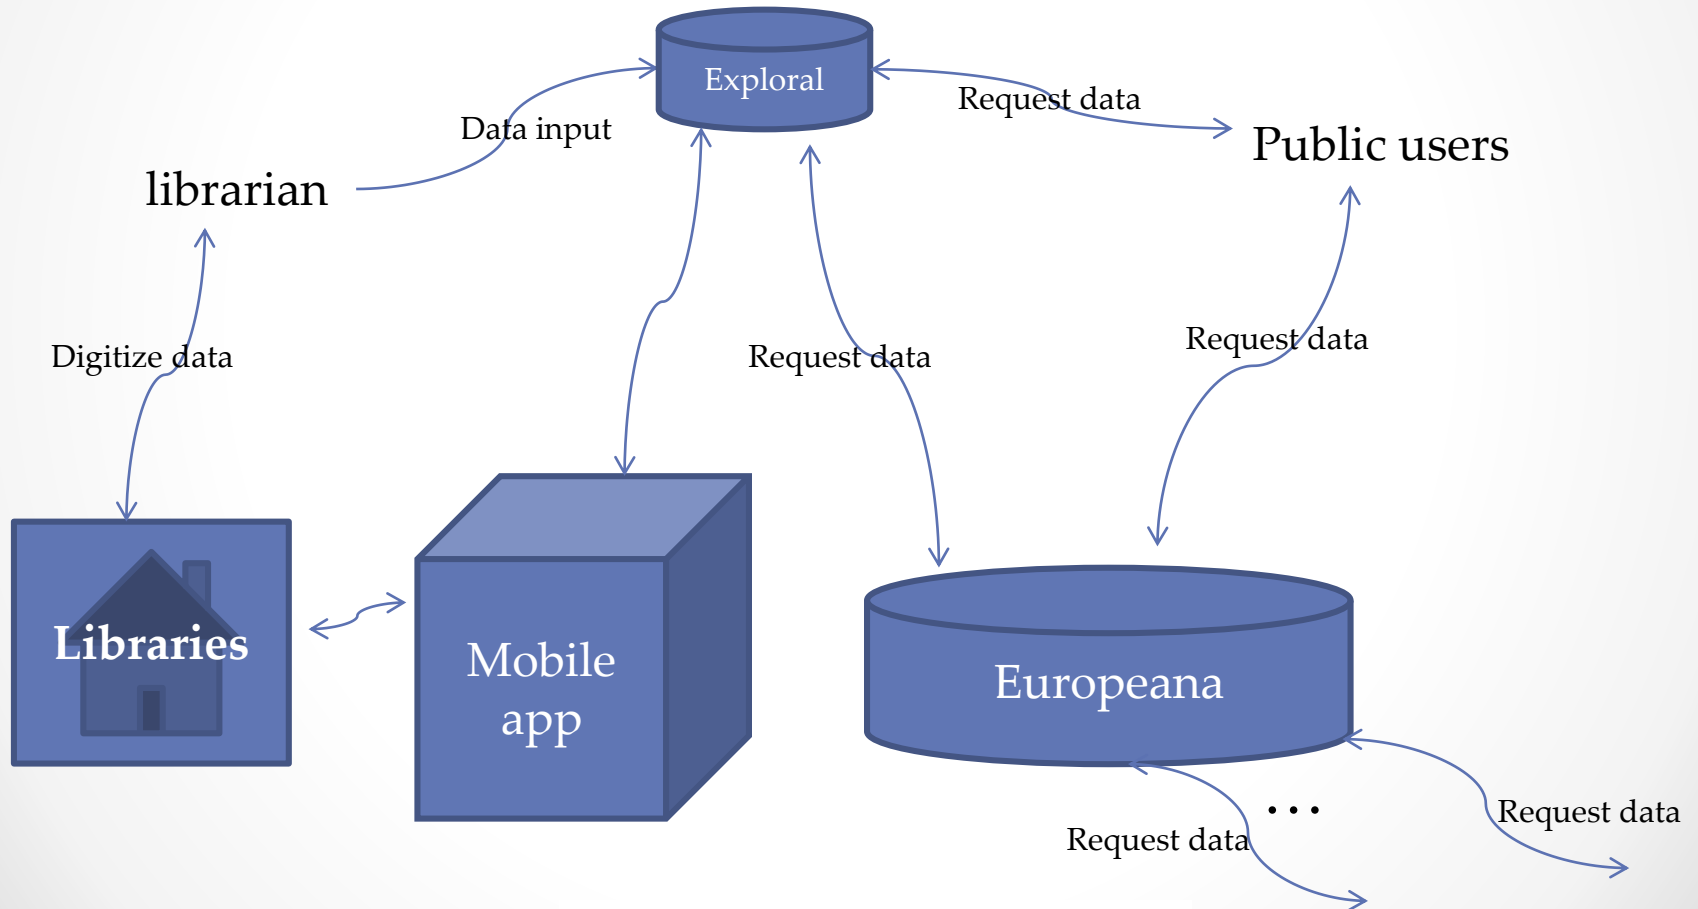 Exploral
Request data
Data input
Public users
librarian
Digitize data
Request data
Request data
Libraries
Mobile
app
Europeana
...
Request data
Request data